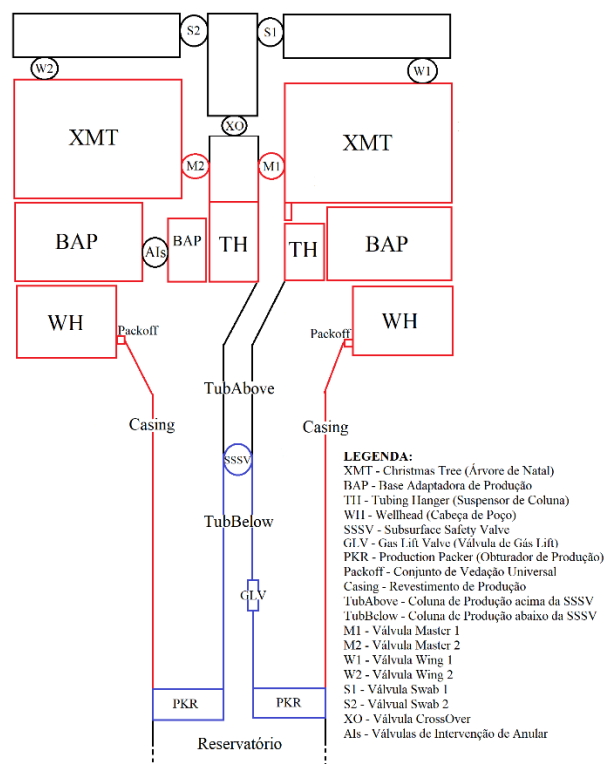 S2
S1
W2
W1
XMT
XO
XMT
M2
M1
BAP
AIs
BAP
TH
TH
BAP
WH
Packoff
Packoff
WH
TubAbove
Casing
Casing
SSSV
TubBelow
GLV
PKR
PKR
Reservatório
LEGENDA:
XMT - Christmas Tree (Árvore de Natal)
BAP - Base Adaptadora de Produção
TH - Tubing Hanger (Suspensor de Coluna)
WH - Wellhead (Cabeça de Poço)
SSSV - Subsurface Safety Valve
GLV - Gas Lift Valve (Válvula de Gás Lift)
PKR - Production Packer (Obturador de Produção)
Packoff - Conjunto de Vedação Universal
Casing - Revestimento de Produção
TubAbove - Coluna de Produção acima da SSSV
TubBelow - Coluna de Produção abaixo da SSSV
M1 - Válvula Master 1
M2 - Válvula Master 2
W1 - Válvula Wing 1
W2 - Válvula Wing 2
S1 - Válvula Swab 1
S2 - Válvual Swab 2
XO - Válvula CrossOver
AIs - Válvulas de Intervenção de Anular